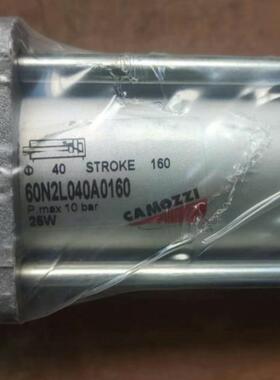 Φ 40 STROKE 160
60N2L040A0160
P max 10 bar
26W
CAMOZZI